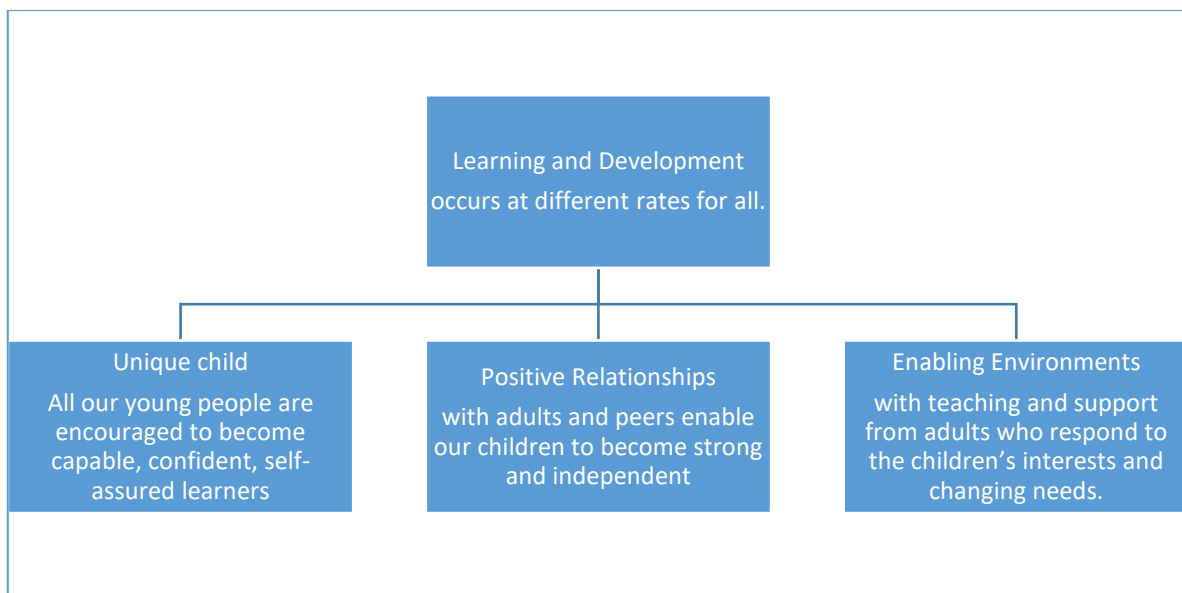 Learning and Development
occurs at different rates for all.
Unique child
All our young people are
encouraged to become
capable, confident, self-
assured learners
Positive Relationships
with adults and peers enable
our children to become strong
and independent
Enabling Environments
with teaching and support
from adults who respond to
the children’s interests and
changing needs.